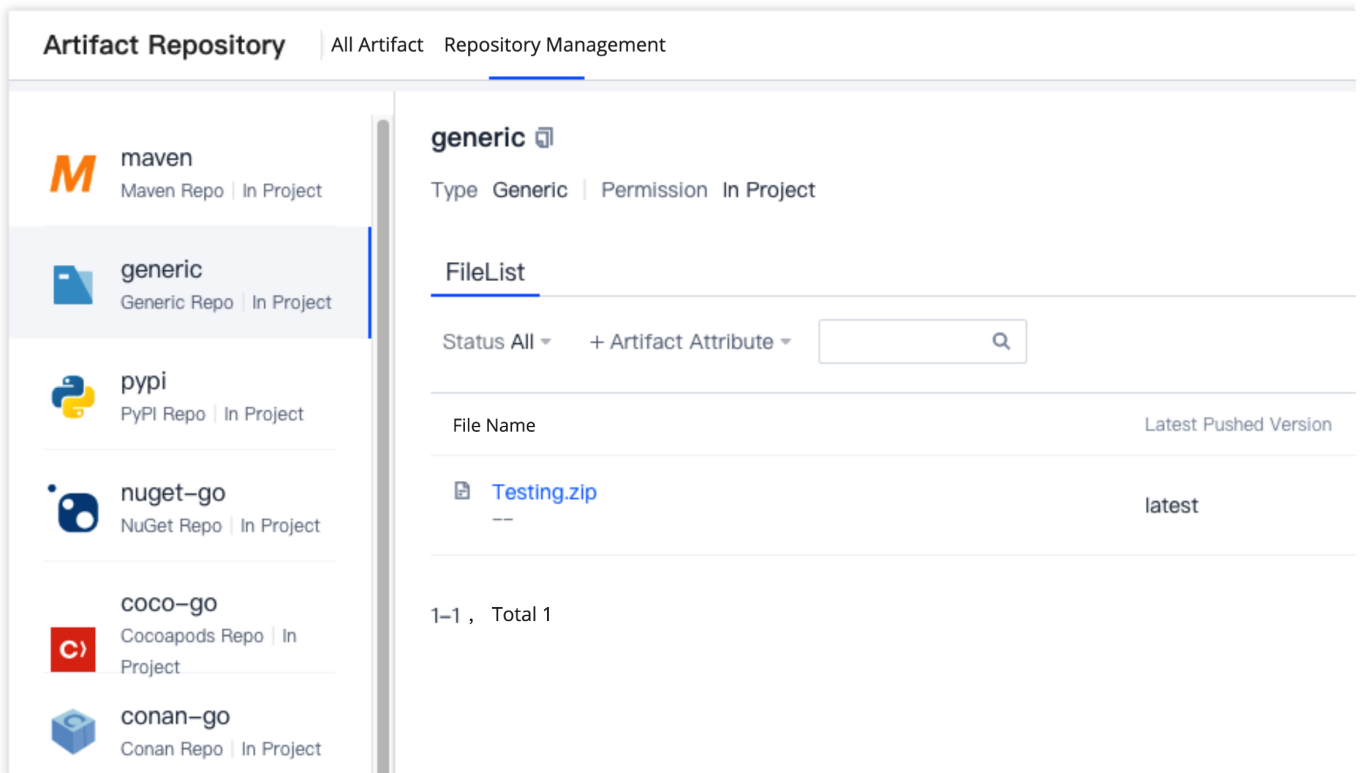 Artifact Repository
All Artifact
Repository Management
maven
Maven Repo | In Project
generic
Generic Repo | In Project
pypi
PyPI Repo | In Project
nuget-go
NuGet Repo | In Project
coco-go
Cocoapods Repo | In
Project
conan-go
Conan Repo | In Project
generic
Type Generic | Permission In Project
FileList
Status All + Artifact Attribute
File Name Latest Pushed Version
Testing.zip latest
--
1-1 , Total 1